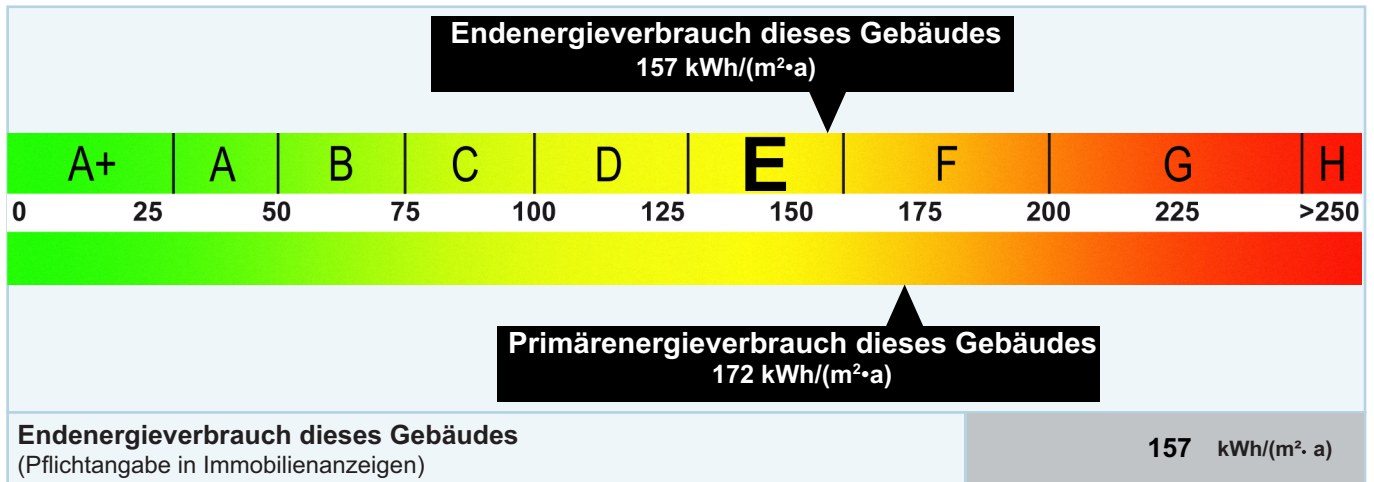 Endenergieverbrauch dieses Gebäudes
157 kWh/(m²•a)
A+ A B C D E F G H
0 25 50 75 100 125 150 175 200 225 >250
Primärenergieverbrauch dieses Gebäudes
172 kWh/(m²•a)
Endenergieverbrauch dieses Gebäudes
(Pflichtangabe in Immobilienanzeigen)
157 kWh/(m²· a)